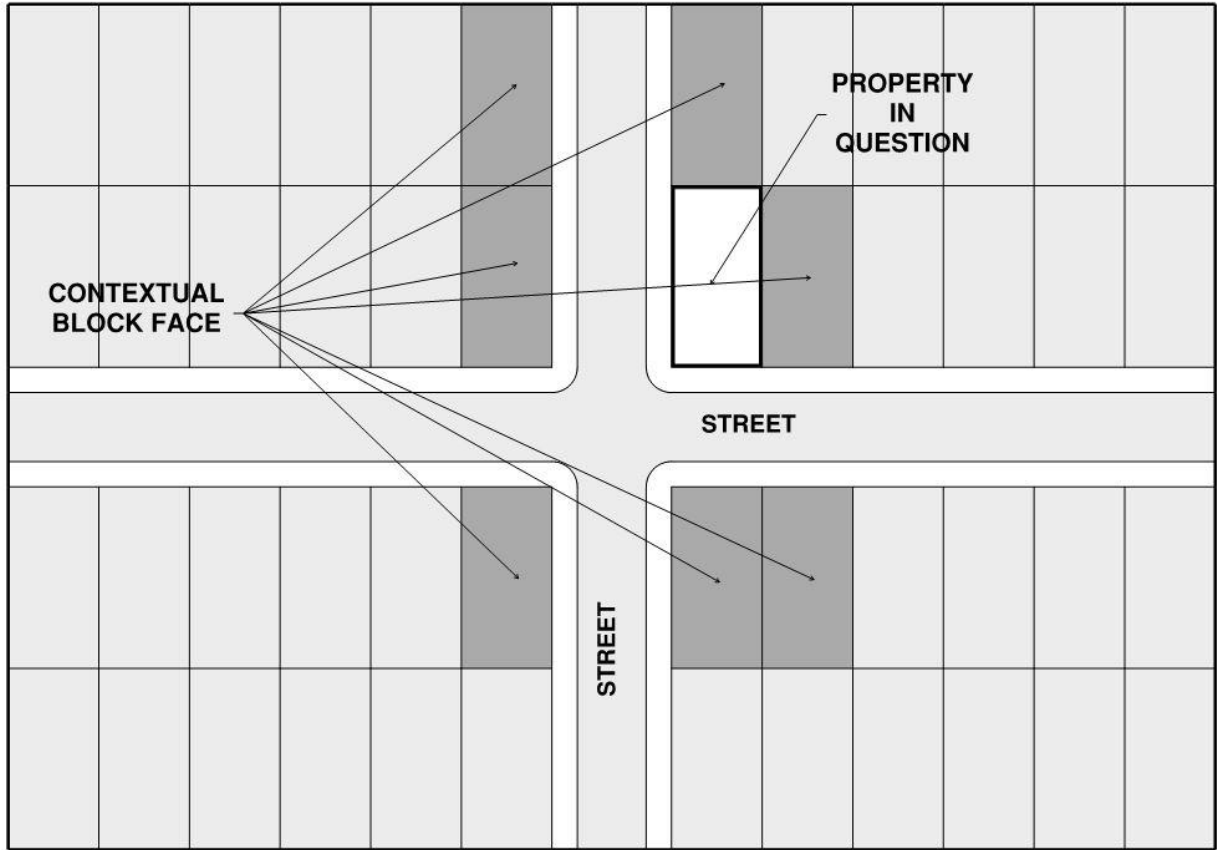 PROPERTY
IN
QUESTION
CONTEXTUAL
BLOCK FACE
STREET
STREET